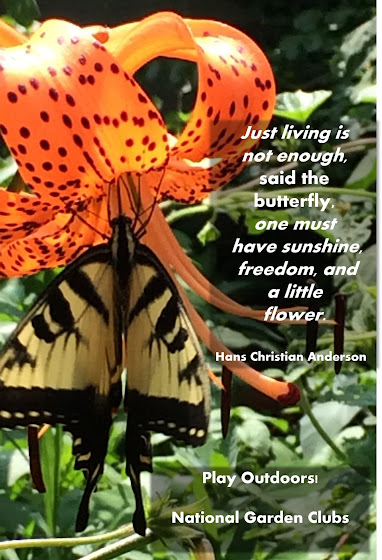 Just living is
not enough,
said the
butterfly,
one must
have sunshine,
freedom, and
a little
flower.
Hans Christian Anderson
Play Outdoors!
National Garden Clubs